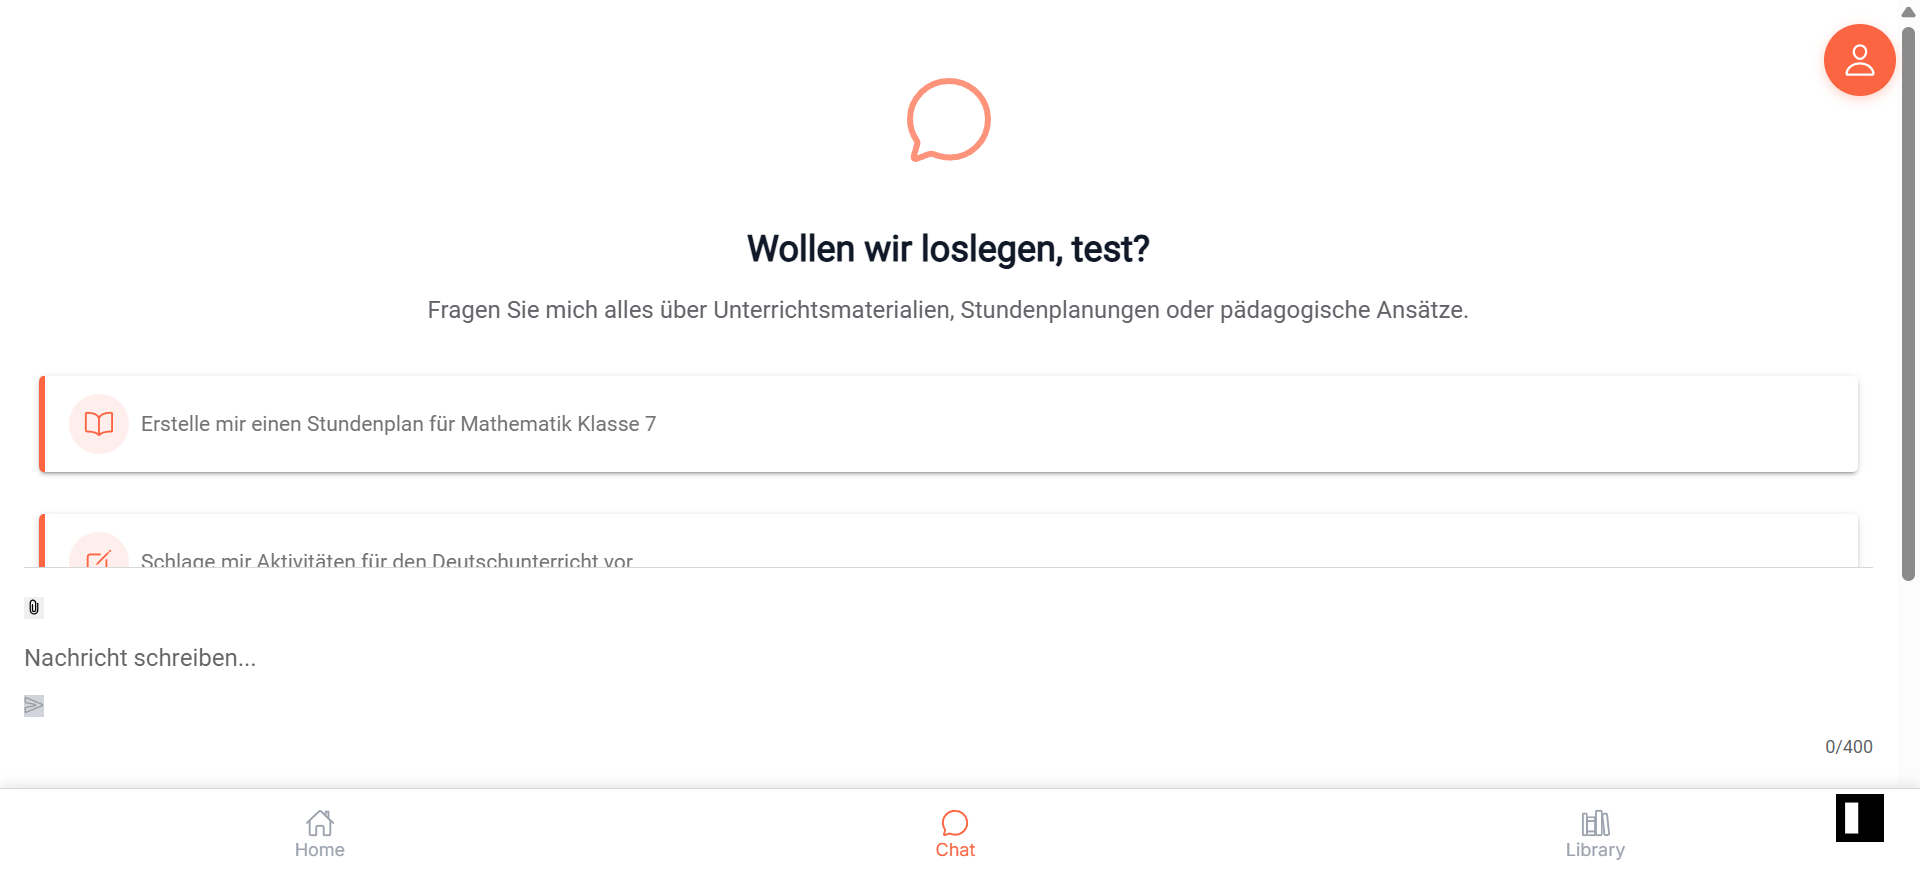 Wollen wir loslegen, test?
Fragen Sie mich alles über Unterrichtsmaterialien, Stundenplanungen oder pädagogische Ansätze.
Erstelle mir einen Stundenplan für Mathematik Klasse 7
Schlage mir Aktivitäten für den Deutschunterricht vor
Nachricht schreiben...
0/400
Home
Chat
Library